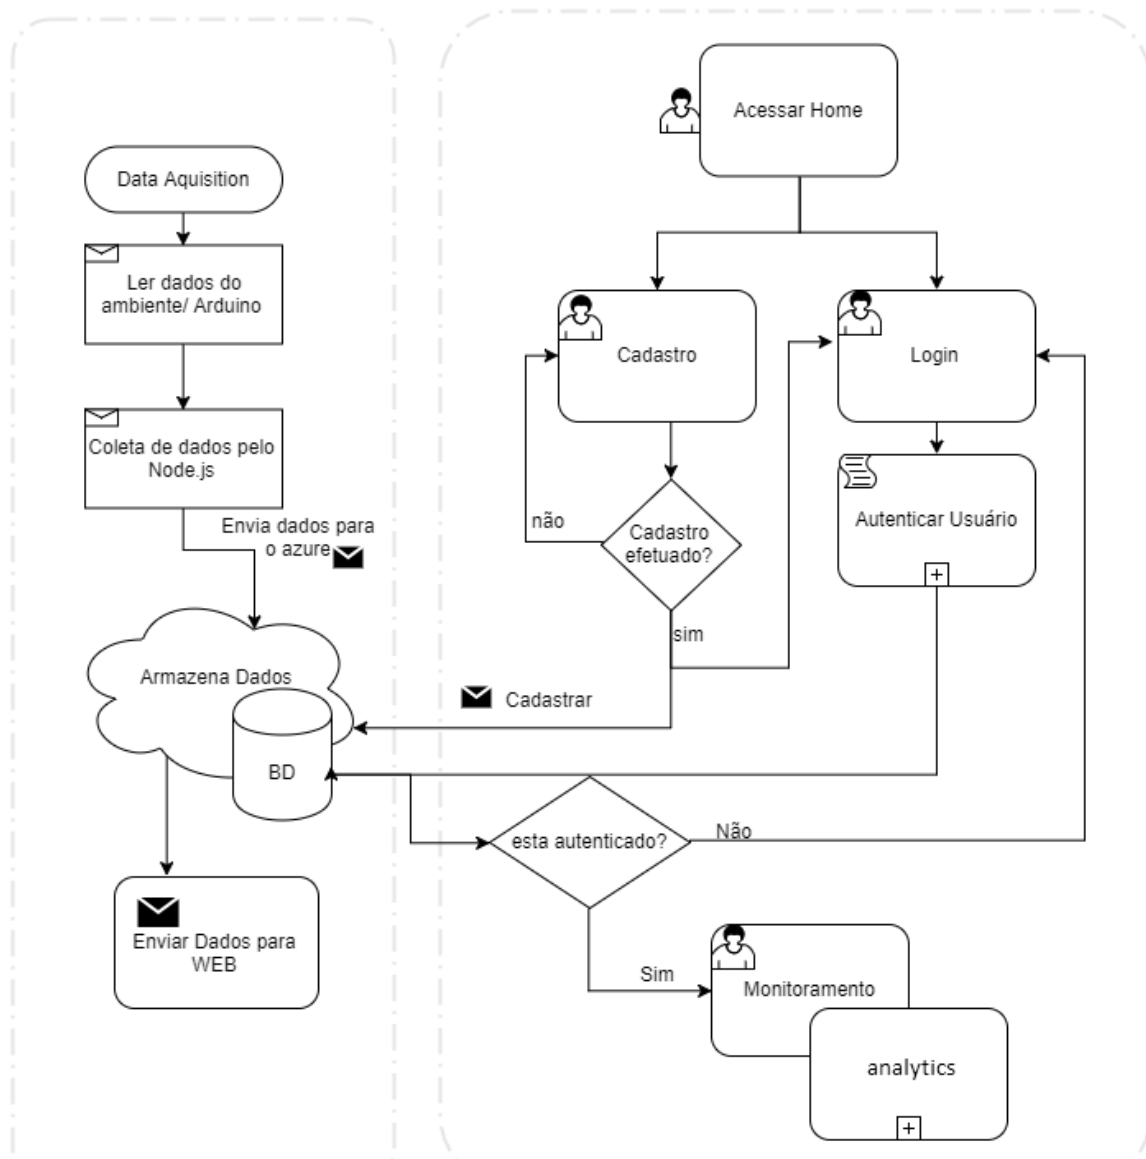 Data Aquisition
Ler dados do
ambiente/ Arduino
Coleta de dados pelo
Node.js
Envia dados para
o azure
Armazena Dados
BD
Enviar Dados para
WEB
Acessar Home
Cadastro
Login
não
Cadastro
efetuado?
Autenticar Usuário
sim
Cadastrar
esta autenticado?
Não
Sim
Monitoramento
analytics